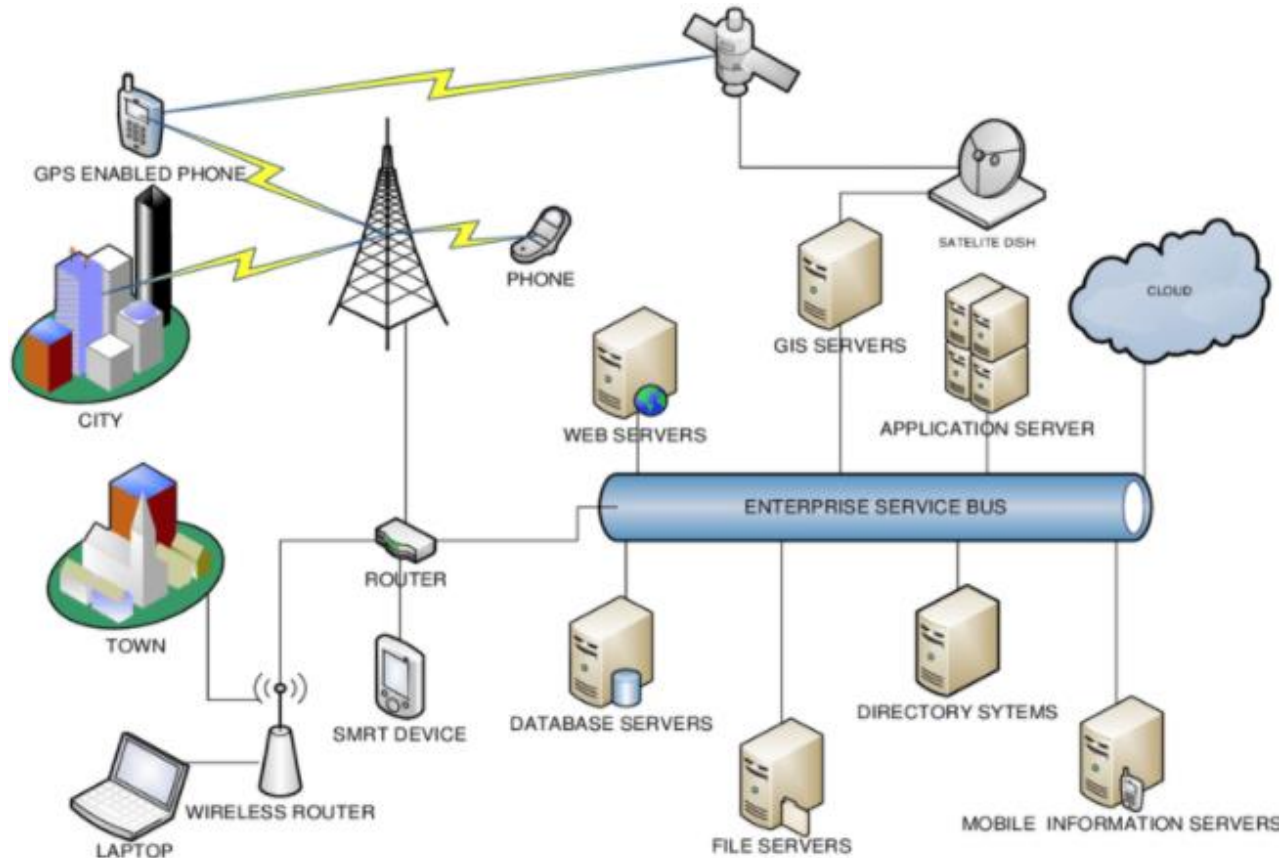 GPS ENABLED PHONE
SATELITE DISH
PHONE
CLOUD
GIS SERVERS
CITY
WEB SERVERS
APPLICATION SERVER
ENTERPRISE SERVICE BUS
ROUTER
TOWN
DATABASE SERVERS
DIRECTORY SYTEMS
SMRT DEVICE
WIRELESS ROUTER
MOBILE INFORMATION SERVERS
FILE SERVERS
LAPTOP